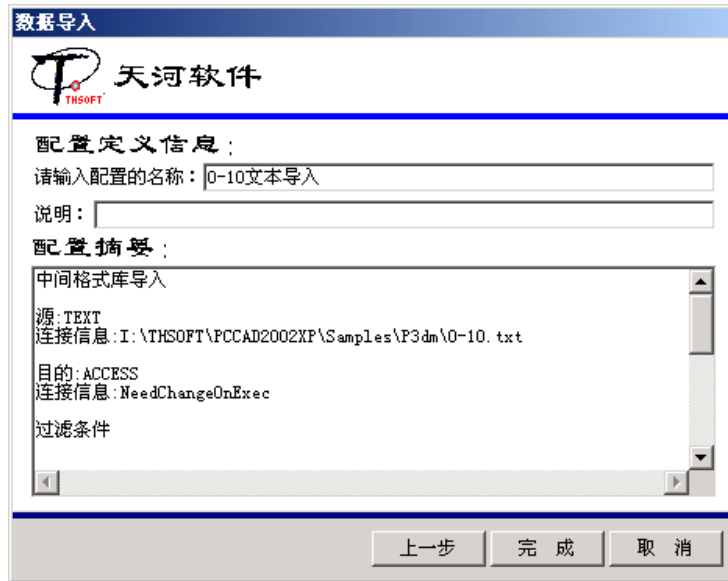 数据导入
THSOFT
天河软件
配置定义信息:
请输入配置的名称：0-10文本导入
说明：
配置摘要:
中间格式库导入
源:TEXT
连接信息:I:\THSOFT\PCCAD2002XP\Samples\P3dm\0-10.txt
目的:ACCESS
连接信息:NeedChangeOnExec
过滤条件
上一步 完 成 取 消